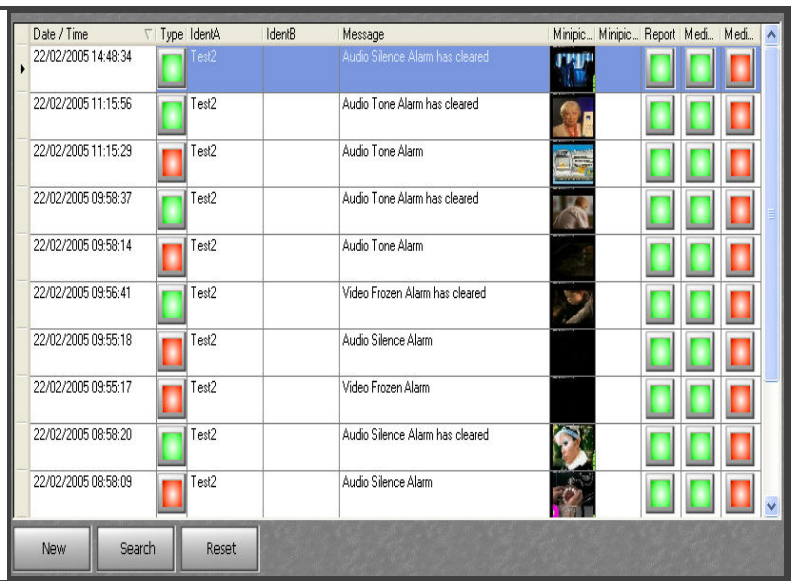 Date / Time Type IdentA IdentB Message Minipic... Minipic... Report Medi... Medi...
22/02/2005 14:48:34 Test2 Audio Silence Alarm has cleared
22/02/2005 11:15:56 Test2 Audio Tone Alarm has cleared
22/02/2005 11:15:29 Test2 Audio Tone Alarm
22/02/2005 09:58:37 Test2 Audio Tone Alarm has cleared
22/02/2005 09:58:14 Test2 Audio Tone Alarm
22/02/2005 09:56:41 Test2 Video Frozen Alarm has cleared
22/02/2005 09:55:18 Test2 Audio Silence Alarm
22/02/2005 09:55:17 Test2 Video Frozen Alarm
22/02/2005 08:58:20 Test2 Audio Silence Alarm has cleared
22/02/2005 08:58:09 Test2 Audio Silence Alarm
New Search Reset